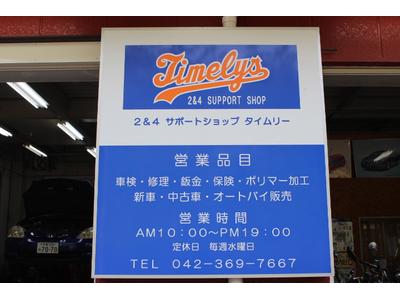 Timelys
2&4 SUPPORT SHOP
2&4 サポートショップ タイムリー
営業品目
車検・修理・鈑金・保険・ポリマー加工
新車・中古車・オートバイ販売
営業時間
AM10:00～PM19:00
定休日 毎週水曜日
TEL 042-369-7667